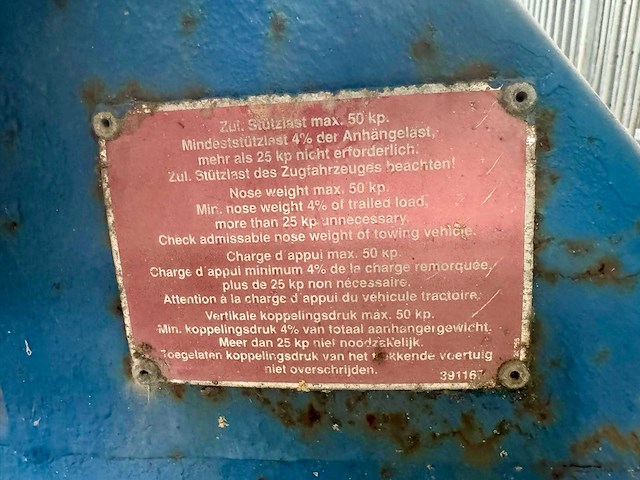 Zul. Stützlast max. 50 kp.
Mindeststützlast 4% der Anhängelast,
mehr als 25 kp nicht erforderlich.
Zul. Stützlast des Zugfahrzeuges beachten!
Nose weight max. 50 kp.
Min. nose weight 4% of trailed load,
more than 25 kp unnecessary.
Check admissable nose weight of towing vehicle.
Charge d'appui max. 50 kp.
Charge d'appui minimum 4% de la charge remorquée,
plus de 25 kp non nécessaire.
Attention à la charge d'appui du véhicule tractoire.
Vertikale koppelingsdruk max. 50 kp.
Min. koppelingsdruk 4% van totaal aanhangergewicht.
Meer dan 25 kp niet noodzakelijk.
Toegelaten koppelingsdruk van het trekkende voertuig
niet overschrijden.
391167